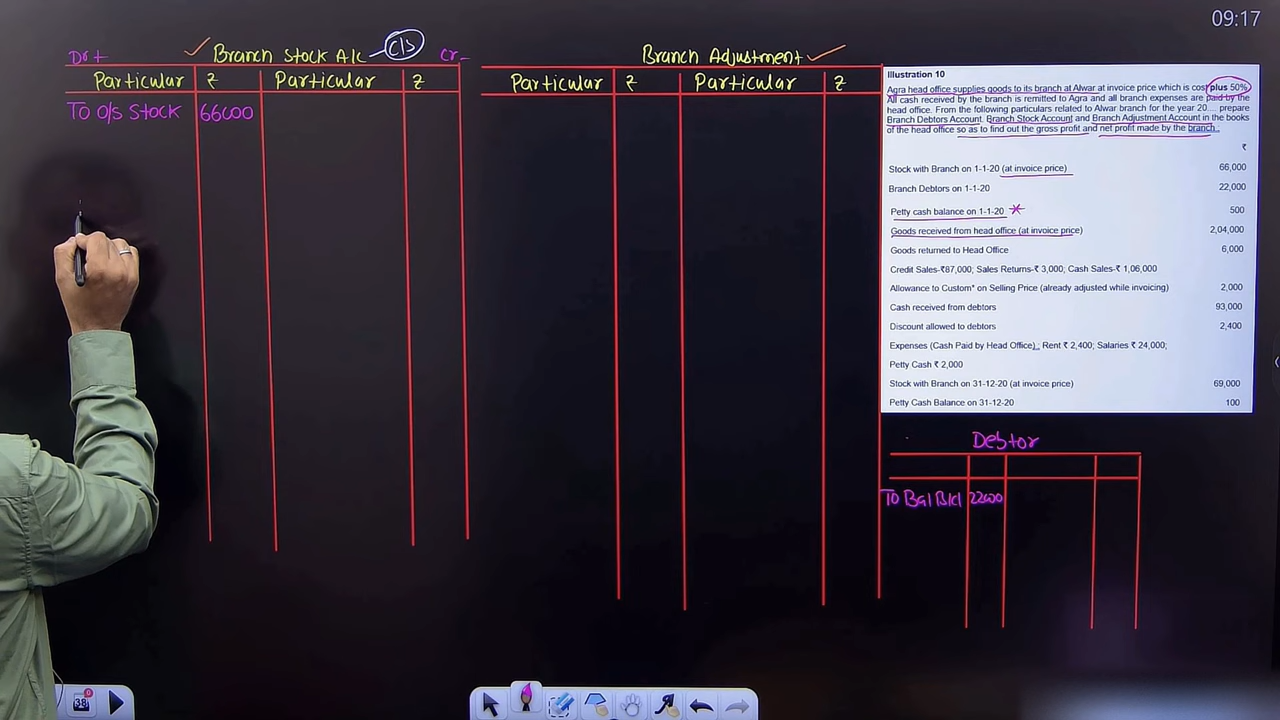 09:17
Dr + Branch Stock A/c C/S Cr -
Particular ₹ Particular ₹
To O/s Stock 66000
Branch Adjustment
Particular ₹ Particular ₹
Illustration 10
Agra head office supplies goods to its branch at Alwar at invoice price which is cost plus 50%.
All cash received by the branch is remitted to Agra and all branch expenses are paid by the
head office. From the following particulars related to Alwar branch for the year 20.... prepare
Branch Debtors Account, Branch Stock Account and Branch Adjustment Account in the books
of the head office so as to find out the gross profit and net profit made by the branch.
₹
Stock with Branch on 1-1-20 (at invoice price) 66,000
Branch Debtors on 1-1-20 22,000
Petty cash balance on 1-1-20 500
Goods received from head office (at invoice price) 2,04,000
Goods returned to Head Office 6,000
Credit Sales-₹87,000; Sales Returns-₹ 3,000; Cash Sales-₹ 1,06,000
Allowance to Custom* on Selling Price (already adjusted while invoicing) 2,000
Cash received from debtors 93,000
Discount allowed to debtors 2,400
Expenses (Cash Paid by Head Office) : Rent ₹ 2,400; Salaries ₹ 24,000;
Petty Cash ₹ 2,000
Stock with Branch on 31-12-20 (at invoice price) 69,000
Petty Cash Balance on 31-12-20 100
Debtor
To Bal B/d 22000
38